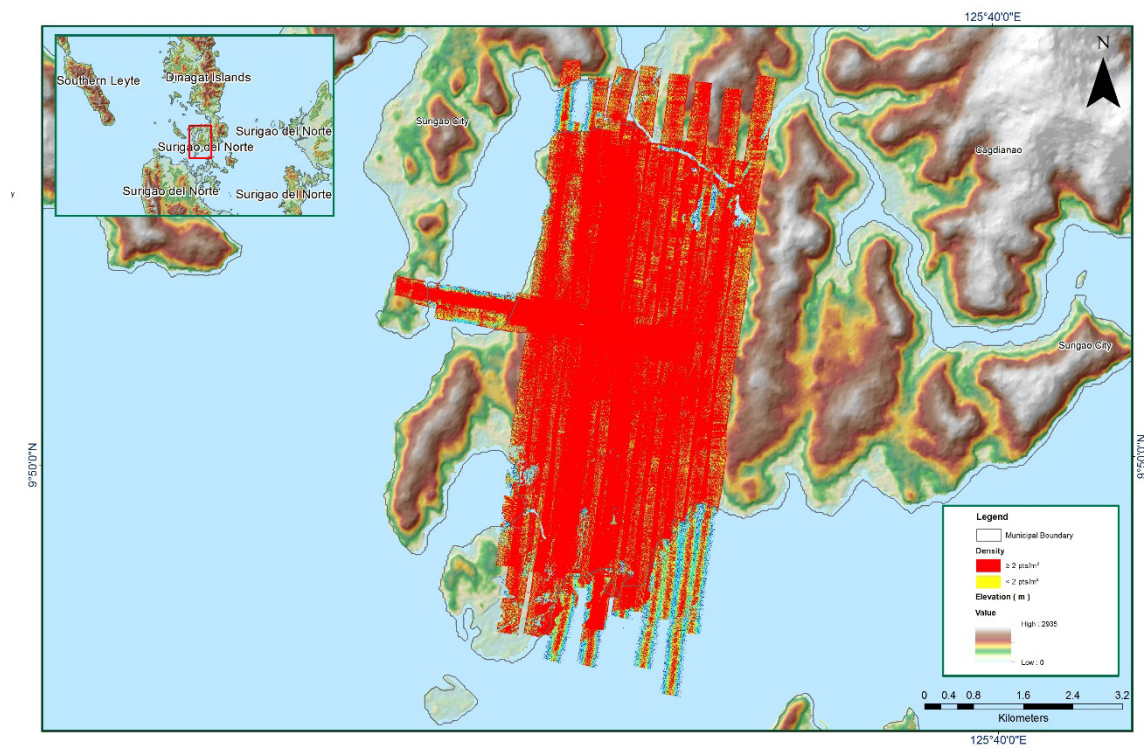 125°40'0"E
N
Southern Leyte
Dinagat Islands
Surigao del Norte
Surigao del Norte
Surigao del Norte
Surigao del Norte
Surigao City
Cagdianao
y
Surigao City
9°50'0"N
9°50'0"N
Legend
Municipal Boundary
Density
≥ 2 pts/m²
< 2 pts/m²
Elevation ( m )
Value
High : 2935
Low : 0
0 0.4 0.8 1.6 2.4 3.2
Kilometers
125°40'0"E